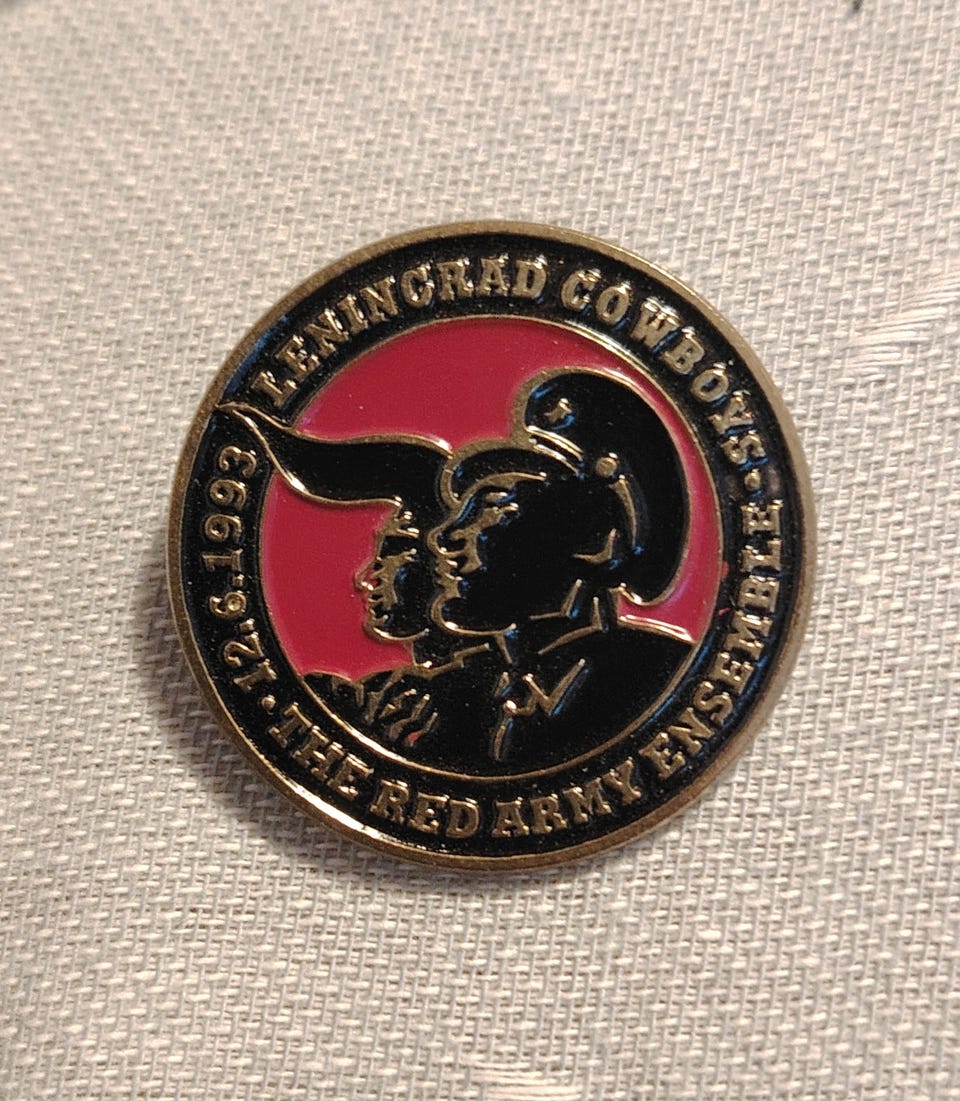 LENINGRAD COWBOYS •
THE RED ARMY ENSEMBLE
• 12.6.1993